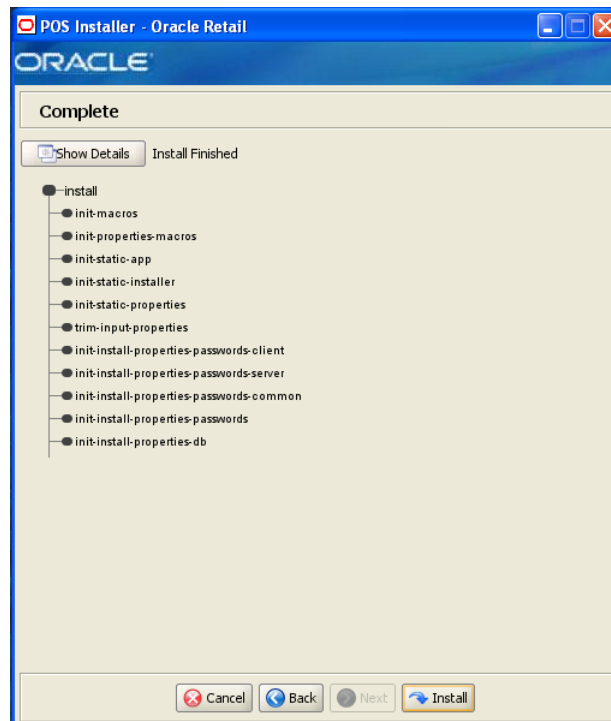 POS Installer - Oracle Retail
ORACLE
Complete
Show Details Install Finished
install
init-macros
init-properties-macros
init-static-app
init-static-installer
init-static-properties
trim-input-properties
init-install-properties-passwords-client
init-install-properties-passwords-server
init-install-properties-passwords-common
init-install-properties-passwords
init-install-properties-db
Cancel Back Next Install